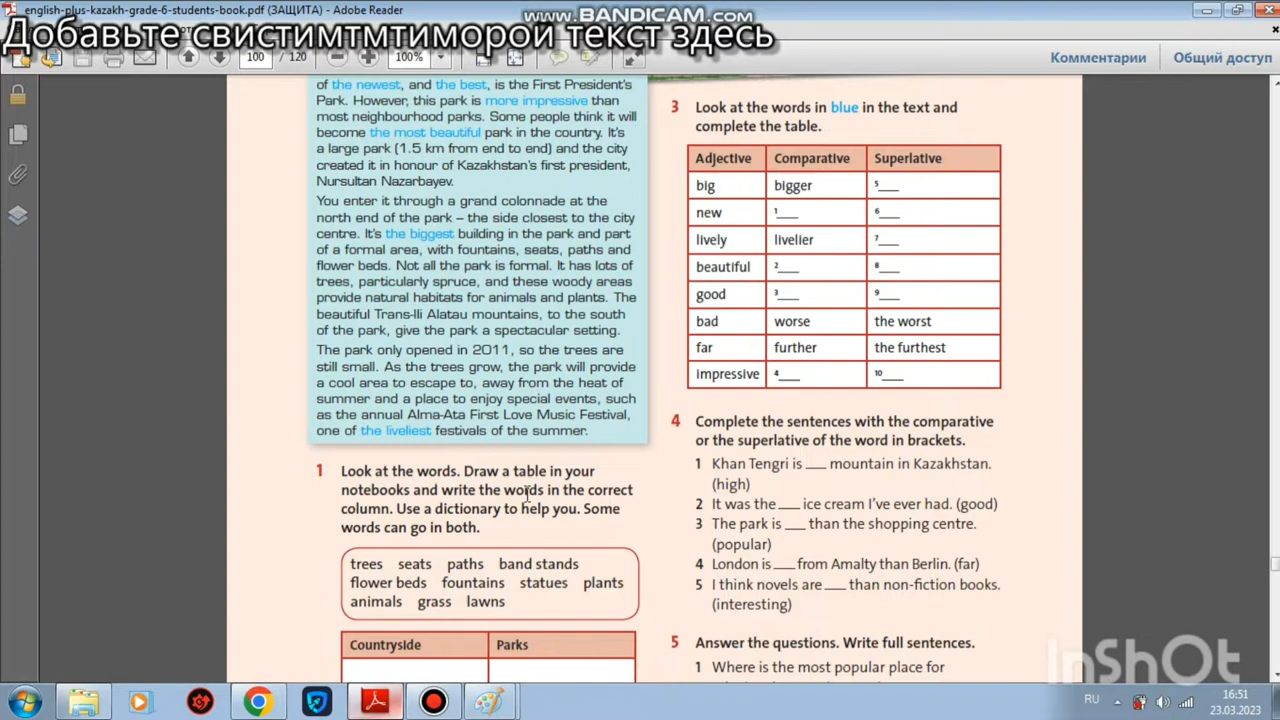 english-plus-kazakh-grade-6-students-book.pdf (ЗАЩИТА) - Adobe Reader
www.BANDICAM.com
Добавьте свистимтмтиморои текст здесь
100 / 120
100%
Комментарии
Общий доступ
of the newest, and the best, is the First President's
Park. However, this park is more impressive than
most neighbourhood parks. Some people think it will
become the most beautiful park in the country. It's
a large park (1.5 km from end to end) and the city
created it in honour of Kazakhstan's first president,
Nursultan Nazarbayev.
You enter it through a grand colonnade at the
north end of the park – the side closest to the city
centre. It's the biggest building in the park and part
of a formal area, with fountains, seats, paths and
flower beds. Not all the park is formal. It has lots of
trees, particularly spruce, and these woody areas
provide natural habitats for animals and plants. The
beautiful Trans-Ili Alatau mountains, to the south
of the park, give the park a spectacular setting.
The park only opened in 2011, so the trees are
still small. As the trees grow, the park will provide
a cool area to escape to, away from the heat of
summer and a place to enjoy special events, such
as the annual Alma-Ata First Love Music Festival,
one of the liveliest festivals of the summer.
1 Look at the words. Draw a table in your
notebooks and write the words in the correct
column. Use a dictionary to help you. Some
words can go in both.
trees seats paths band stands
flower beds fountains statues plants
animals grass lawns
Countryside Parks
3 Look at the words in blue in the text and
complete the table.
Adjective Comparative Superlative
big bigger 5___
new 1___ 6___
lively livelier 7___
beautiful 2___ 8___
good 3___ 9___
bad worse the worst
far further the furthest
impressive 4___ 10___
4 Complete the sentences with the comparative
or the superlative of the word in brackets.
1 Khan Tengri is ___ mountain in Kazakhstan.
(high)
2 It was the ___ ice cream I've ever had. (good)
3 The park is ___ than the shopping centre.
(popular)
4 London is ___ from Amalty than Berlin. (far)
5 I think novels are ___ than non-fiction books.
(interesting)
5 Answer the questions. Write full sentences.
1 Where is the most popular place for
InShOt
RU
16:51
23.03.2023